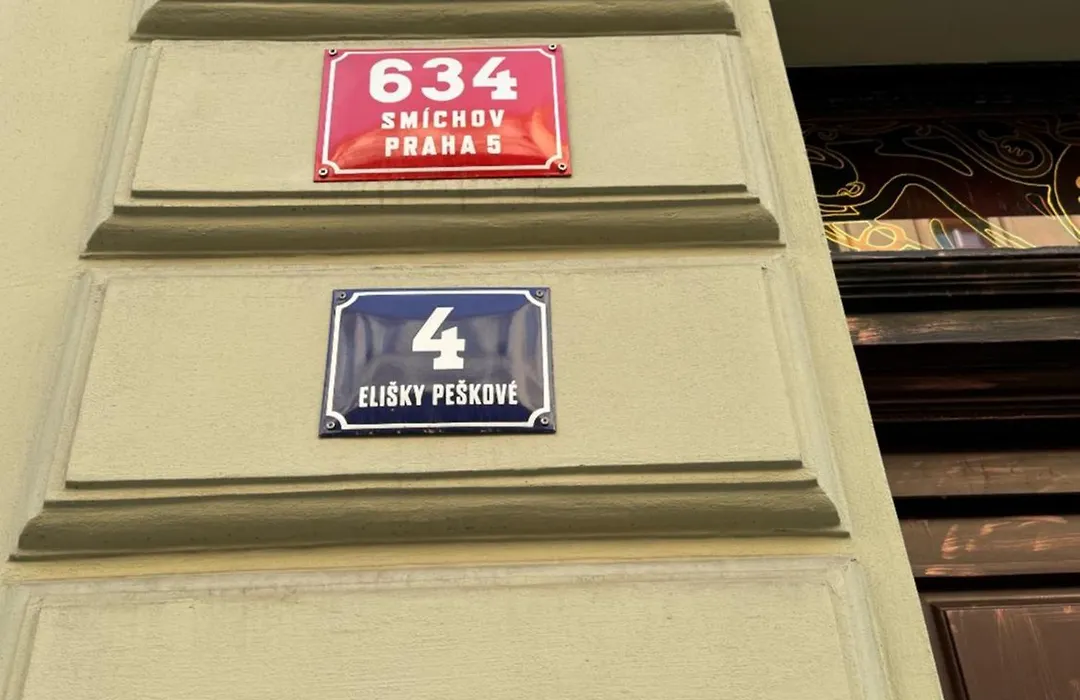 634
SMÍCHOV
PRAHA 5
4
ELIŠKY PEŠKOVÉ